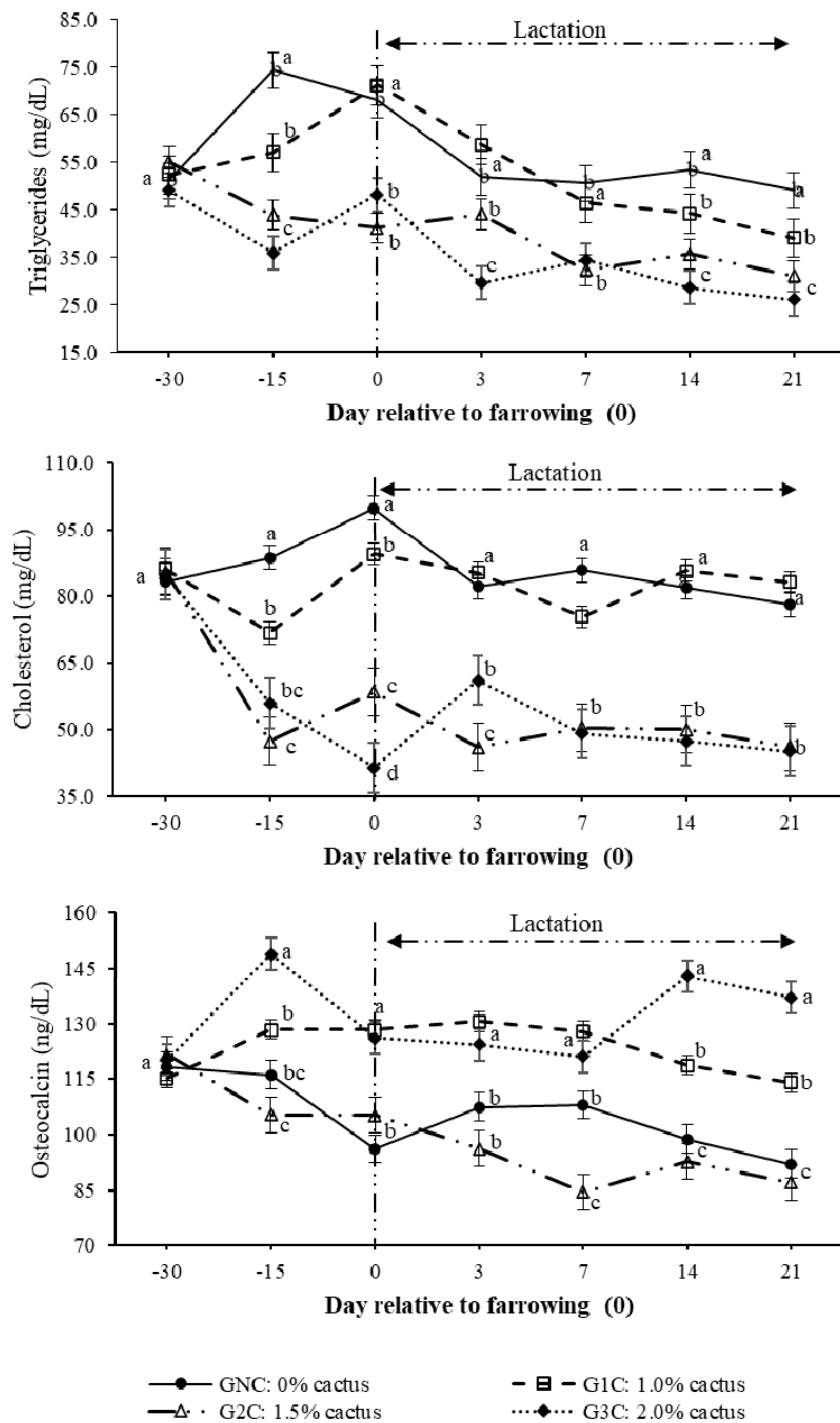 85.0
75.0
65.0
55.0
45.0
35.0
25.0
15.0
Triglycerides (mg/dL)
Lactation
a
a
b
c
a
b
b
a
b
c
a
b
a
b
c
a
b
c
-30 -15 0 3 7 14 21
Day relative to farrowing (0)
110.0
95.0
80.0
65.0
50.0
35.0
Cholesterol (mg/dL)
Lactation
a
a
b
bc
c
a
b
c
d
a
b
c
a
b
a
b
a
b
-30 -15 0 3 7 14 21
Day relative to farrowing (0)
160
145
130
115
100
85
70
Osteocalcin (ng/dL)
Lactation
a
a
b
bc
c
a
b
a
b
b
a
b
c
a
b
c
a
b
c
-30 -15 0 3 7 14 21
Day relative to farrowing (0)
GNC: 0% cactus G1C: 1.0% cactus
G2C: 1.5% cactus G3C: 2.0% cactus